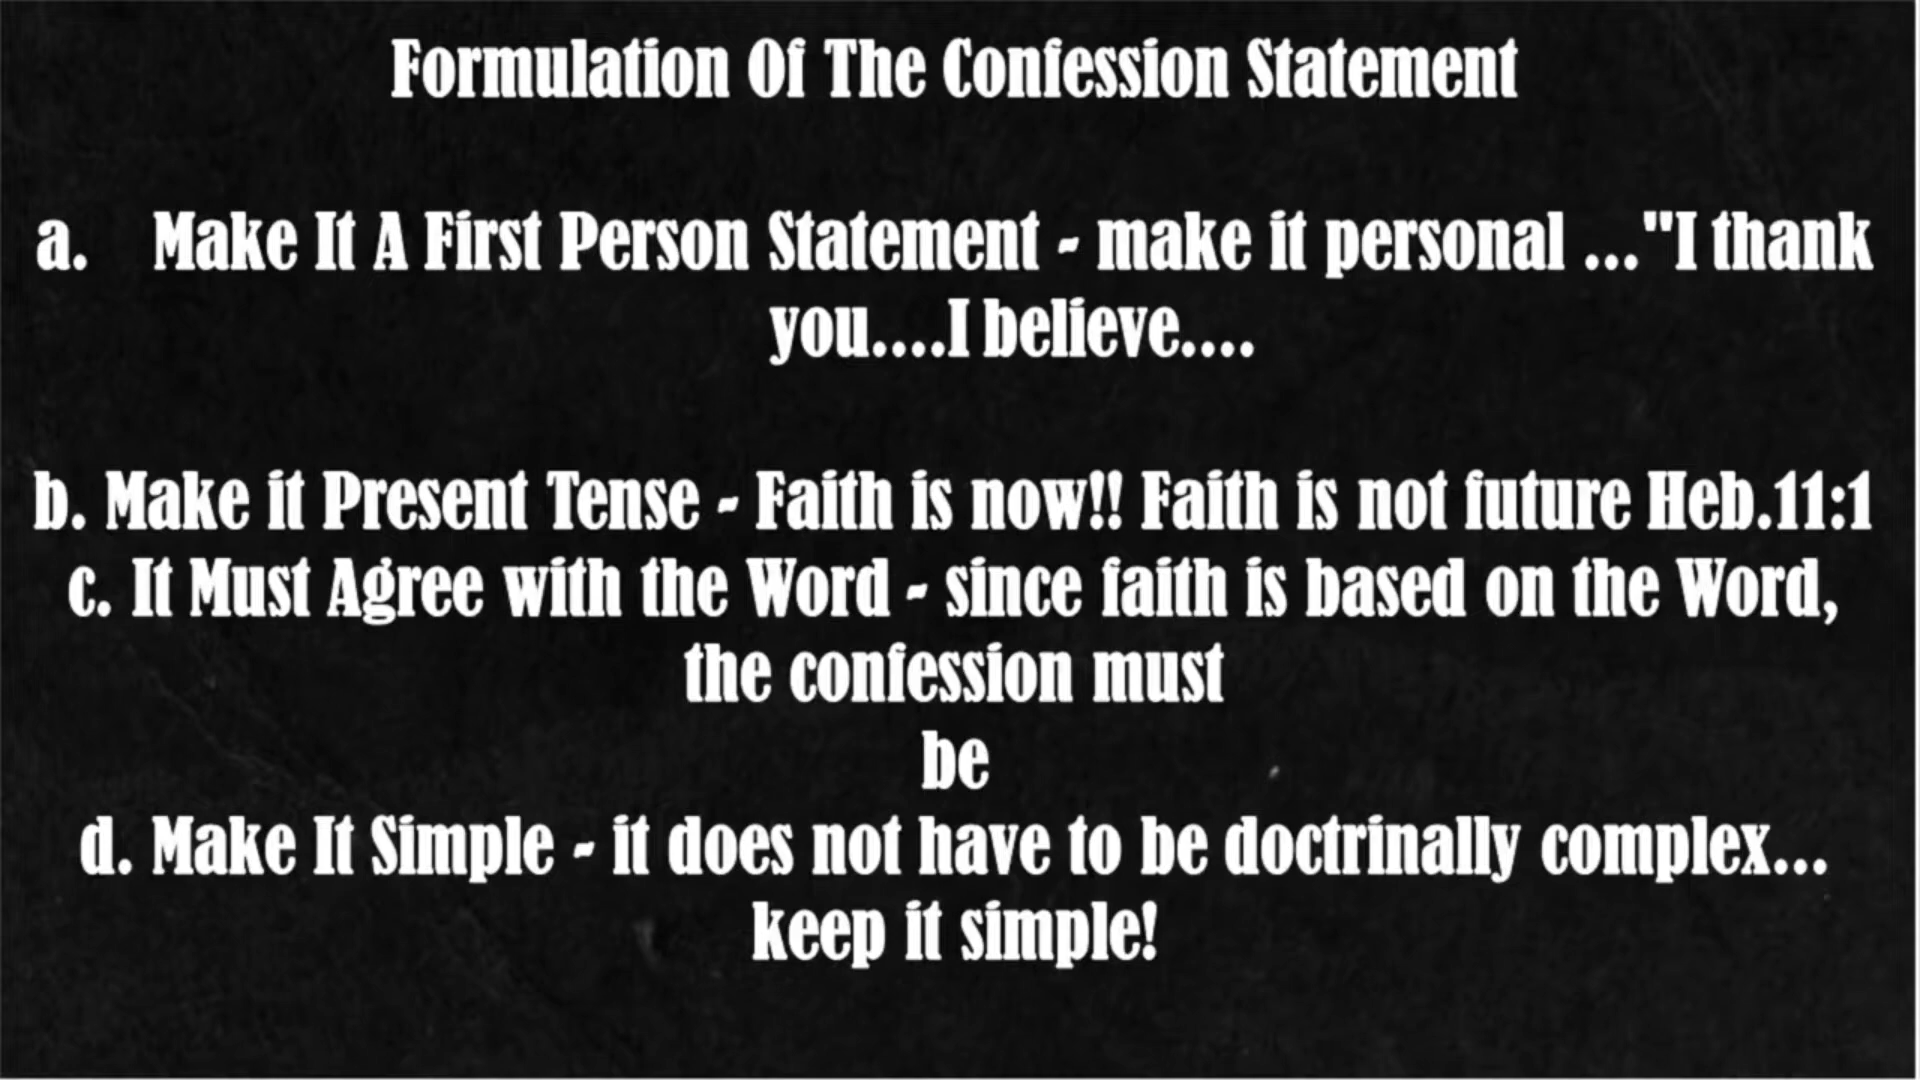 Formulation Of The Confession Statement
a. Make It A First Person Statement - make it personal ..."I thank
you....I believe....
b. Make it Present Tense - Faith is now!! Faith is not future Heb.11:1
c. It Must Agree with the Word - since faith is based on the Word,
the confession must
be
d. Make It Simple - it does not have to be doctrinally complex...
keep it simple!